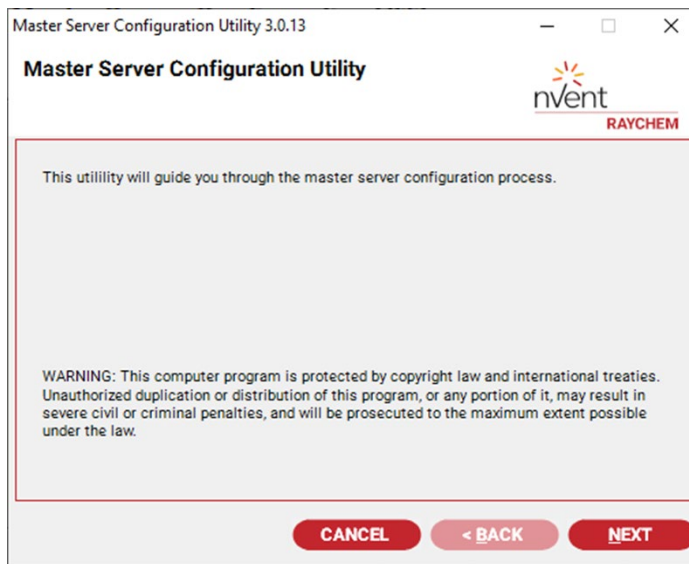 Master Server Configuration Utility 3.0.13
Master Server Configuration Utility
nVent
RAYCHEM
This utilility will guide you through the master server configuration process.
WARNING: This computer program is protected by copyright law and international treaties.
Unauthorized duplication or distribution of this program, or any portion of it, may result in
severe civil or criminal penalties, and will be prosecuted to the maximum extent possible
under the law.
CANCEL < BACK NEXT